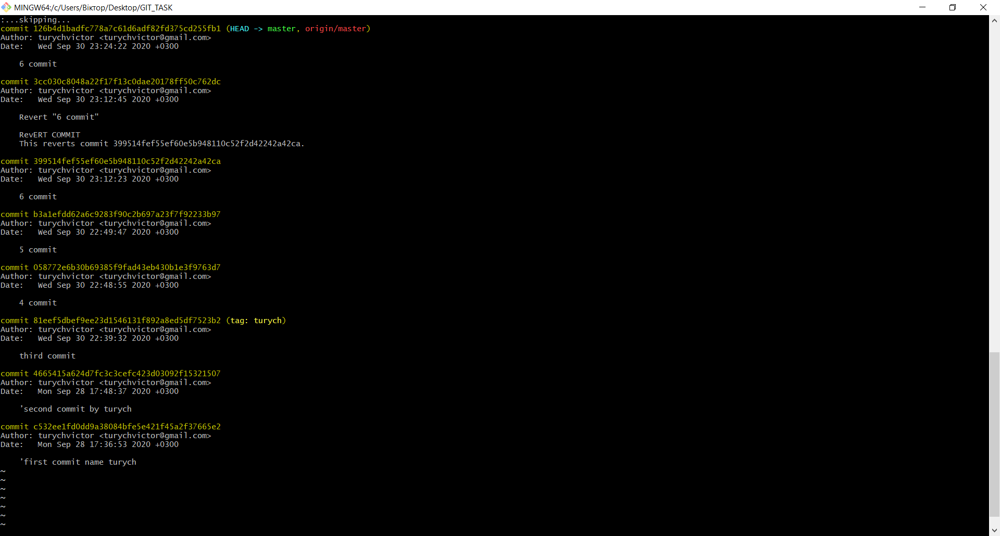 MINGW64:/c/Users/Віктор/Desktop/GIT_TASK
:...skipping...
commit 126b4d1badfc778a7c61d6adf82fd375cd255fb1 (HEAD -> master, origin/master)
Author: turychvictor <turychvictor@gmail.com>
Date:   Wed Sep 30 23:24:22 2020 +0300
    6 commit
commit 3cc030c8048a22f17f13c0dae20178ff50c762dc
Author: turychvictor <turychvictor@gmail.com>
Date:   Wed Sep 30 23:12:45 2020 +0300
    Revert "6 commit"
    RevERT COMMIT
    This reverts commit 399514fef55ef60e5b948110c52f2d42242a42ca.
commit 399514fef55ef60e5b948110c52f2d42242a42ca
Author: turychvictor <turychvictor@gmail.com>
Date:   Wed Sep 30 23:12:23 2020 +0300
    6 commit
commit b3a1efdd62a6c9283f90c2b697a23f7f92233b97
Author: turychvictor <turychvictor@gmail.com>
Date:   Wed Sep 30 22:49:47 2020 +0300
    5 commit
commit 058772e6b30b69385f9fad43eb430b1e3f9763d7
Author: turychvictor <turychvictor@gmail.com>
Date:   Wed Sep 30 22:48:55 2020 +0300
    4 commit
commit 81eef5dbef9ee23d1546131f892a8ed5df7523b2 (tag: turych)
Author: turychvictor <turychvictor@gmail.com>
Date:   Wed Sep 30 22:39:32 2020 +0300
    third commit
commit 4665415a624d7fc3c3cefc423d03092f15321507
Author: turychvictor <turychvictor@gmail.com>
Date:   Mon Sep 28 17:48:37 2020 +0300
    'second commit by turych
commit c532ee1fd0dd9a38084bfe5e421f45a2f37665e2
Author: turychvictor <turychvictor@gmail.com>
Date:   Mon Sep 28 17:36:53 2020 +0300
    'first commit name turych
~
~
~
~
~
~
~